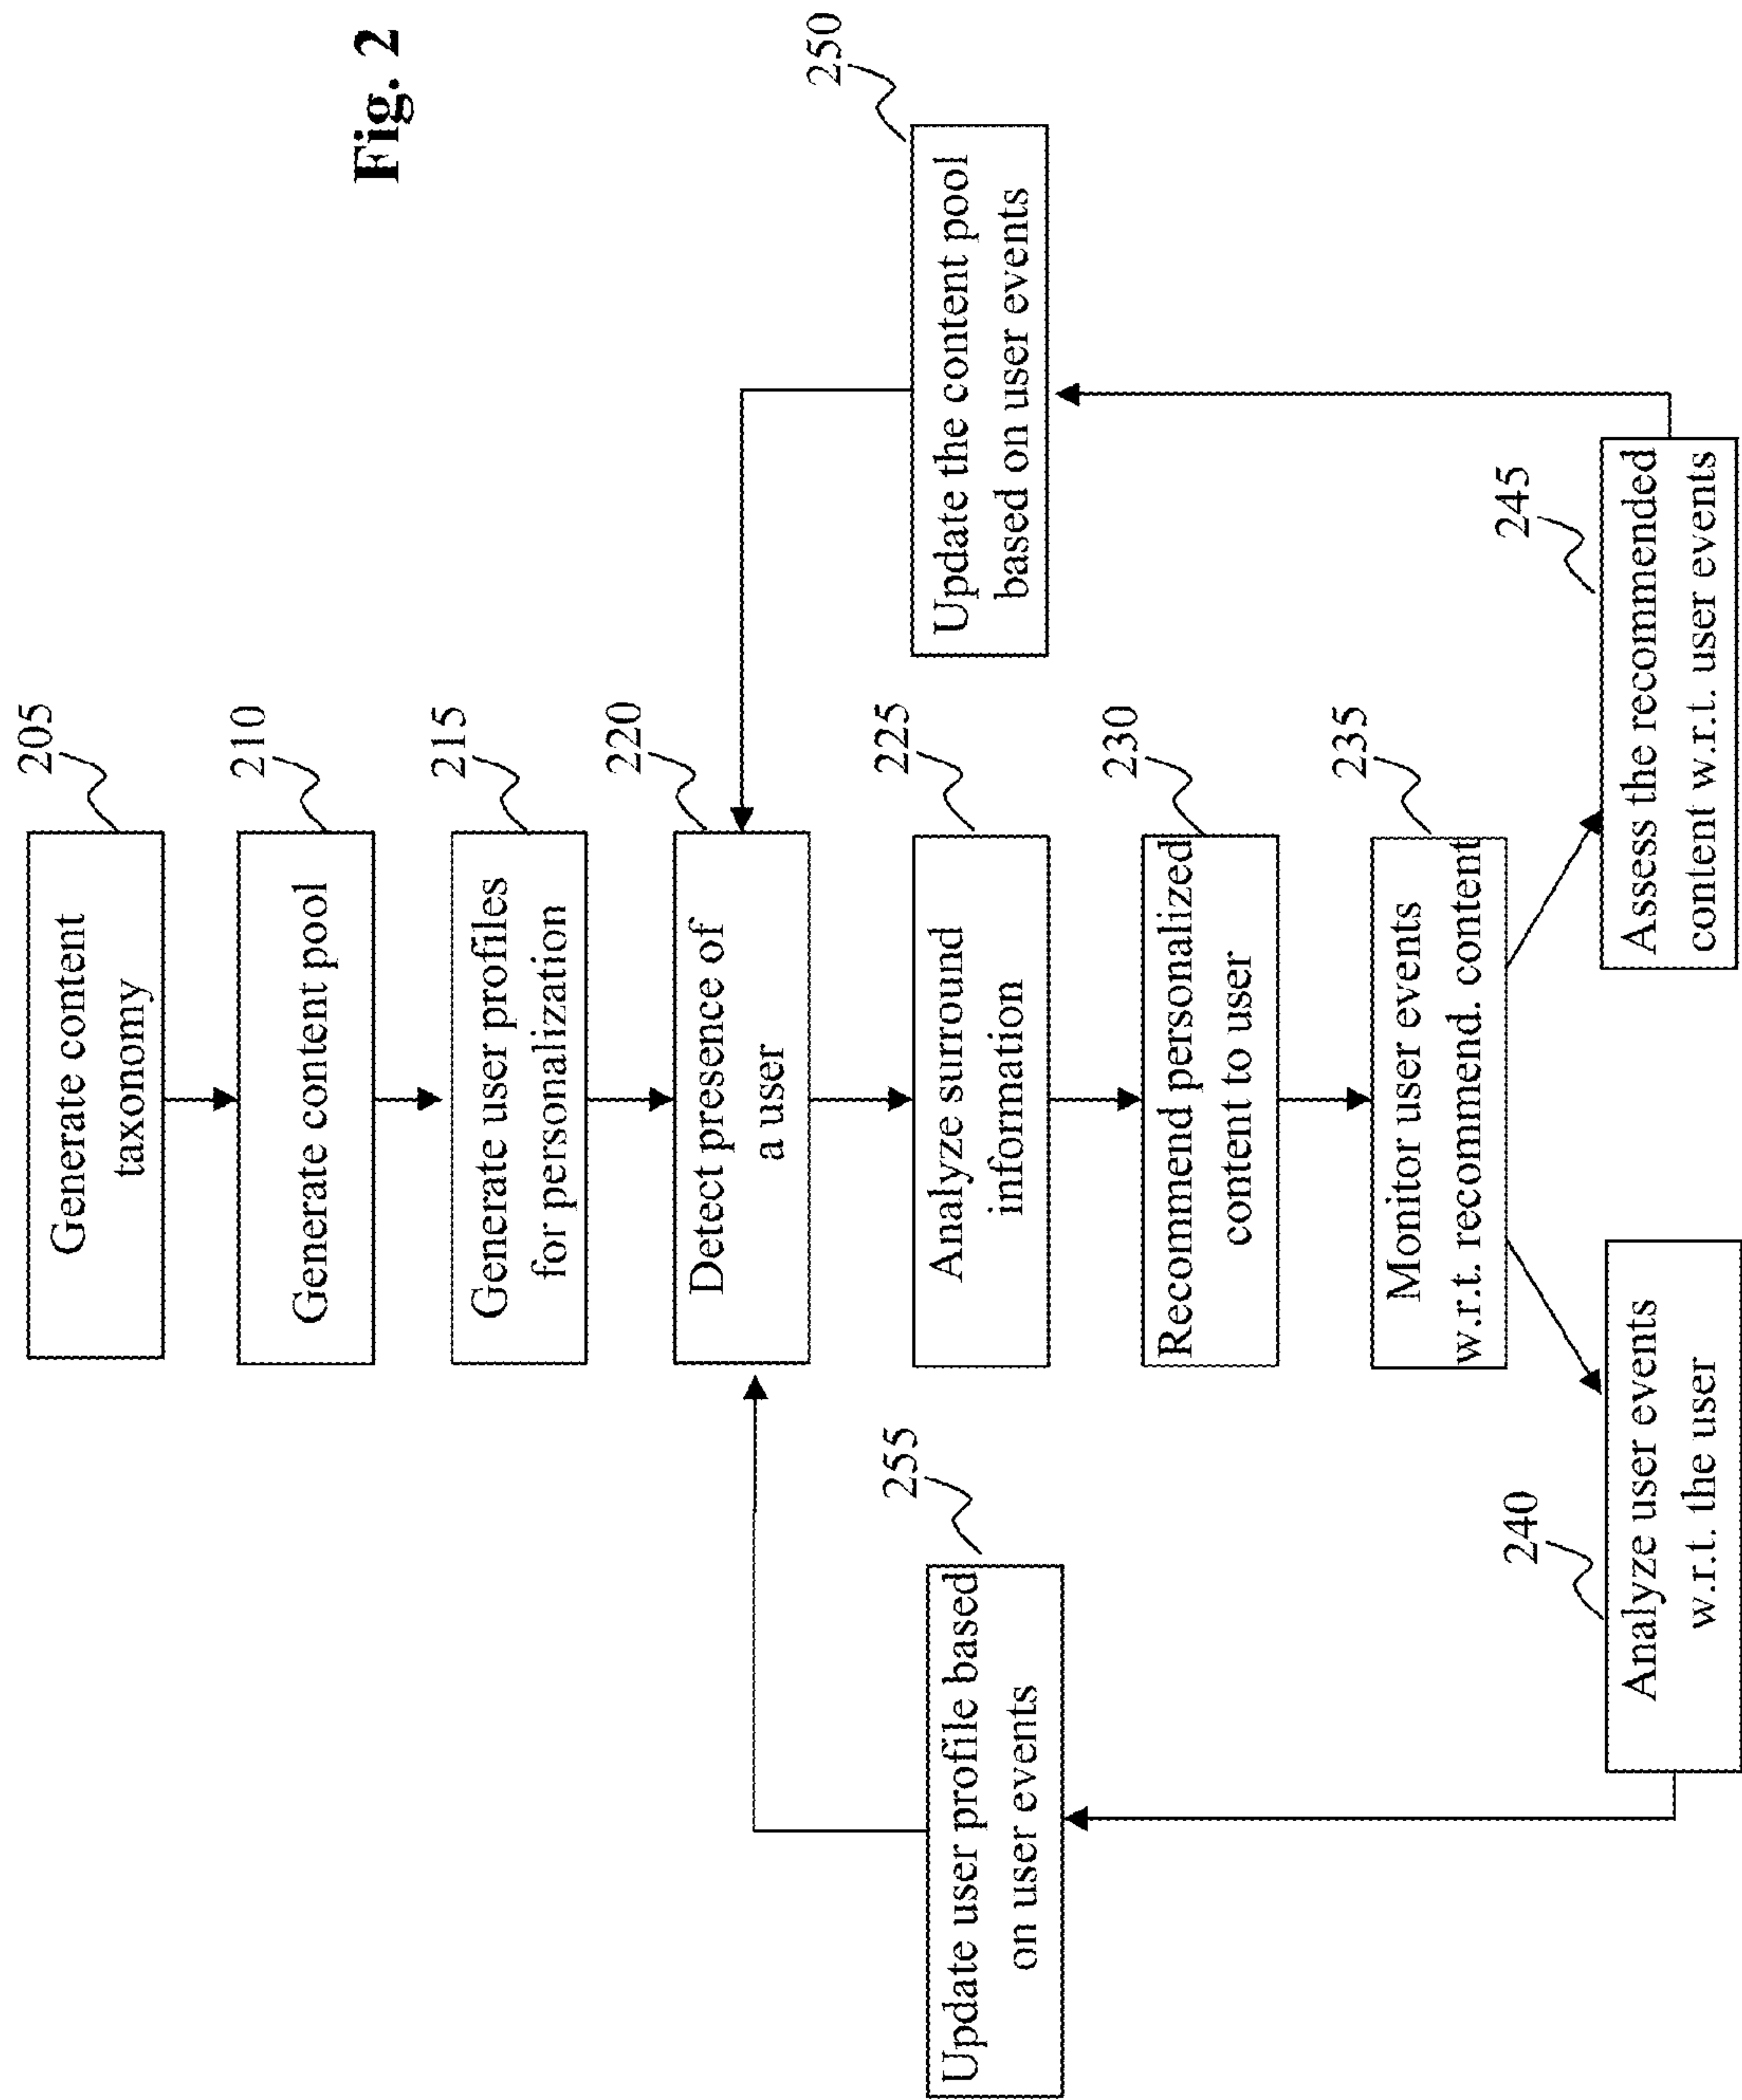 Fig. 2
205
Generate content
taxonomy
210
Generate content pool
215
Generate user profiles
for personalization
220
Detect presence of
a user
225
Analyze surround
information
230
Recommend personalized
content to user
235
Monitor user events
w.r.t. recommend. content
240
Analyze user events
w.r.t. the user
245
Assess the recommended
content w.r.t. user events
250
Update the content pool
based on user events
255
Update user profile based
on user events